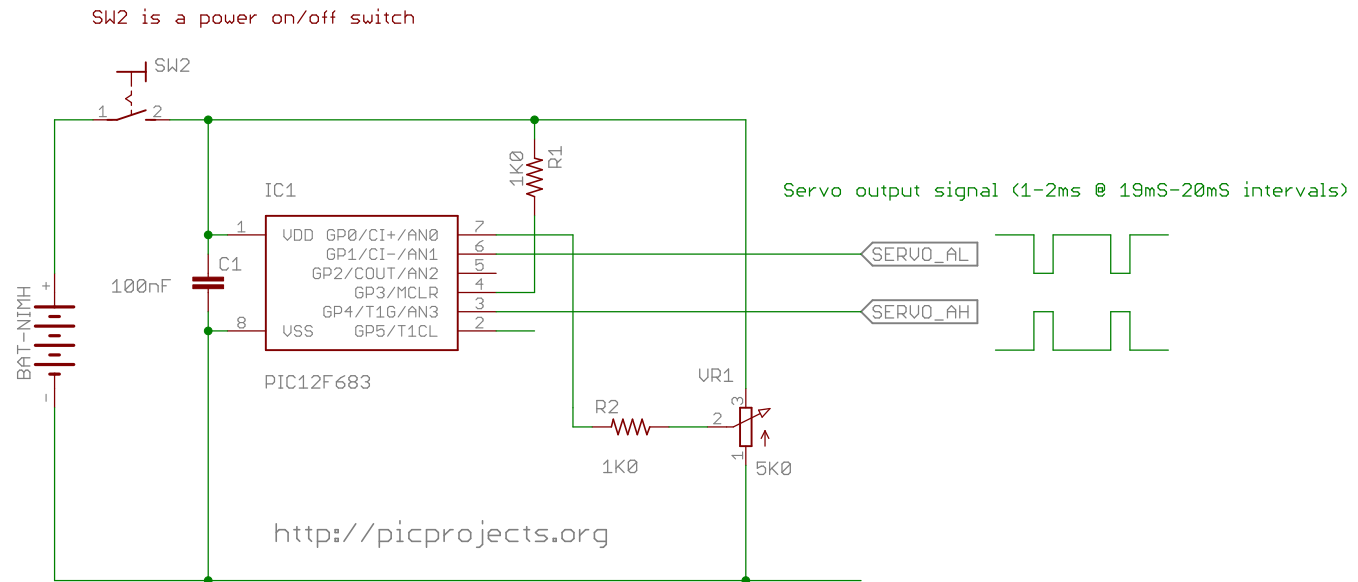 SW2 is a power on/off switch
SW2
1 2
1K0
R1
Servo output signal (1-2ms @ 19mS-20mS intervals)
IC1
1 VDD GP0/CI+/AN0 7
GP1/CI-/AN1 6
SERVO_AL
C1
GP2/COUT/AN2 5
100nF
GP3/MCLR 4
+
BAT-NIMH
-
GP4/T1G/AN3 3
SERVO_AH
8 VSS GP5/T1CL 2
PIC12F683
VR1
3
R2
2
1
1K0
5K0
http://picprojects.org